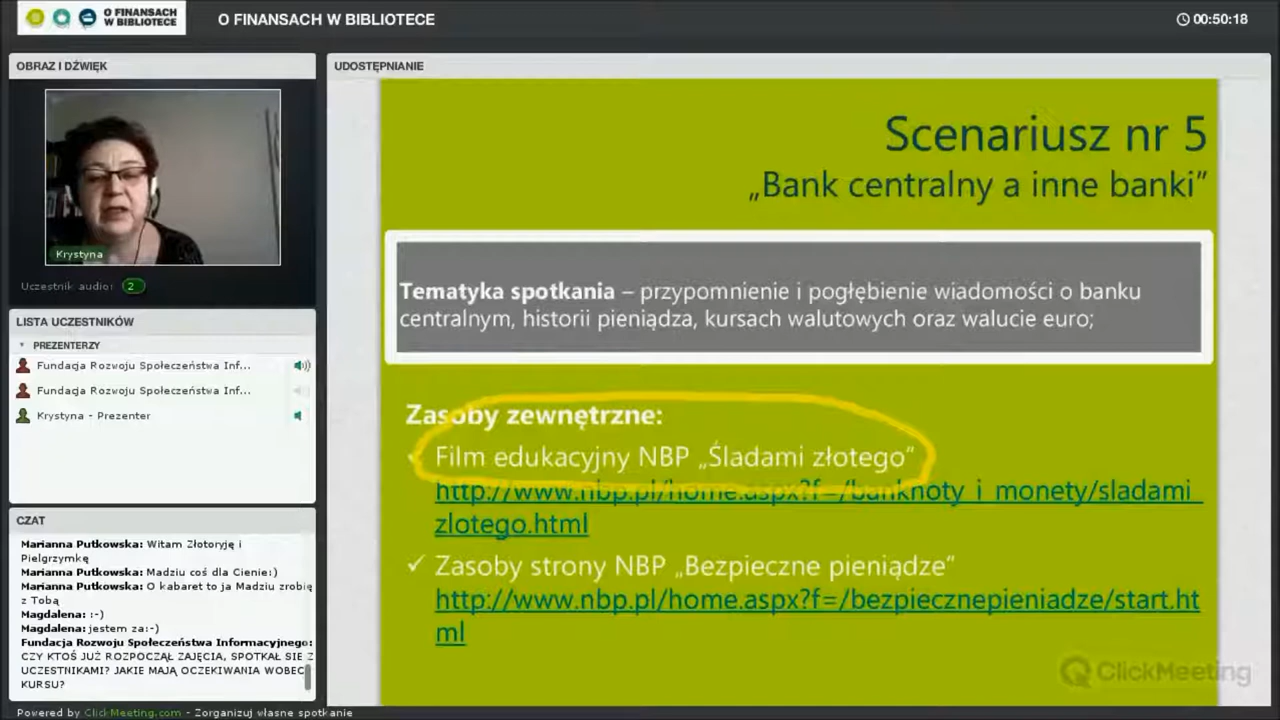 O FINANSACH
W BIBLIOTECE
O FINANSACH W BIBLIOTECE
00:50:18
OBRAZ I DŹWIĘK
Krystyna
Uczestnik audio: 2
LISTA UCZESTNIKÓW
PREZENTERZY
Fundacja Rozwoju Społeczeństwa Inf...
Fundacja Rozwoju Społeczeństwa Inf...
Krystyna - Prezenter
CZAT
Marianna Putkowska: Witam Złotoryję i
Pielgrzymkę
Marianna Putkowska: Madziu coś dla Cienie:)
Marianna Putkowska: O kabaret to ja Madziu zrobię
z Tobą
Magdalena: :-)
Magdalena: jestem za:-)
Fundacja Rozwoju Społeczeństwa Informacyjnego:
CZY KTOŚ JUŻ ROZPOCZĄŁ ZAJĘCIA, SPOTKAŁ SIĘ Z
UCZESTNIKAMI? JAKIE MAJĄ OCZEKIWANIA WOBEC
KURSU?
UDOSTĘPNIANIE
Scenariusz nr 5
„Bank centralny a inne banki”
Tematyka spotkania – przypomnienie i pogłębienie wiadomości o banku
centralnym, historii pieniądza, kursach walutowych oraz walucie euro;
Zasoby zewnętrzne:
Film edukacyjny NBP „Śladami złotego”
http://www.nbp.pl/home.aspx?f=/banknoty_i_monety/sladami_
zlotego.html
✓ Zasoby strony NBP „Bezpieczne pieniądze”
http://www.nbp.pl/home.aspx?f=/bezpiecznepieniadze/start.ht
ml
ClickMeeting
Powered by ClickMeeting.com - Zorganizuj własne spotkanie